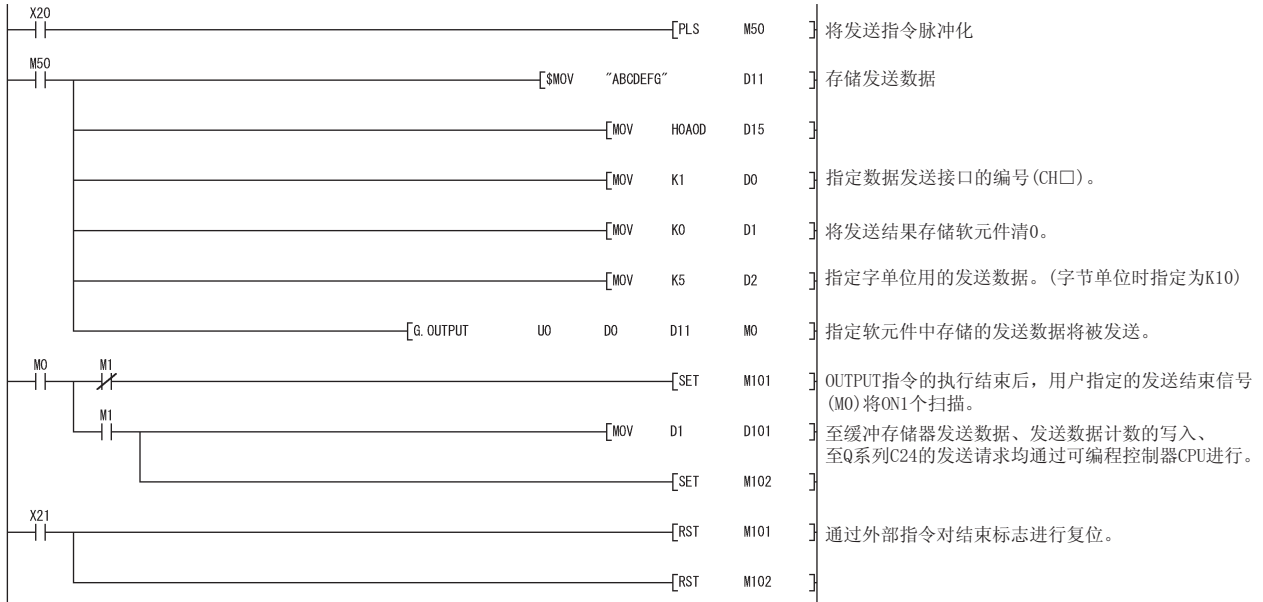 X20
[PLS M50 ] 将发送指令脉冲化
M50
[$MOV "ABCDEFG" D11 ] 存储发送数据
[MOV H0A0D D15 ]
[MOV K1 D0 ] 指定数据发送接口的编号(CH□)。
[MOV K0 D1 ] 将发送结果存储软元件清0。
[MOV K5 D2 ] 指定字单位用的发送数据。(字节单位时指定为K10)
[G.OUTPUT U0 D0 D11 M0 ] 指定软元件中存储的发送数据将被发送。
M0 M1
[SET M101 ] OUTPUT指令的执行结束后，用户指定的发送结束信号
(M0)将ON1个扫描。
M1
[MOV D1 D101 ] 至缓冲存储器发送数据、发送数据计数的写入、
至Q系列C24的发送请求均通过可编程控制器CPU进行。
[SET M102 ]
X21
[RST M101 ] 通过外部指令对结束标志进行复位。
[RST M102 ]